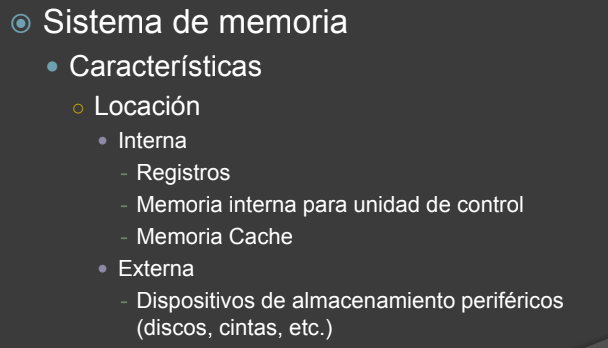 Sistema de memoria
Características
Locación
Interna
- Registros
- Memoria interna para unidad de control
- Memoria Cache
Externa
- Dispositivos de almacenamiento periféricos
(discos, cintas, etc.)